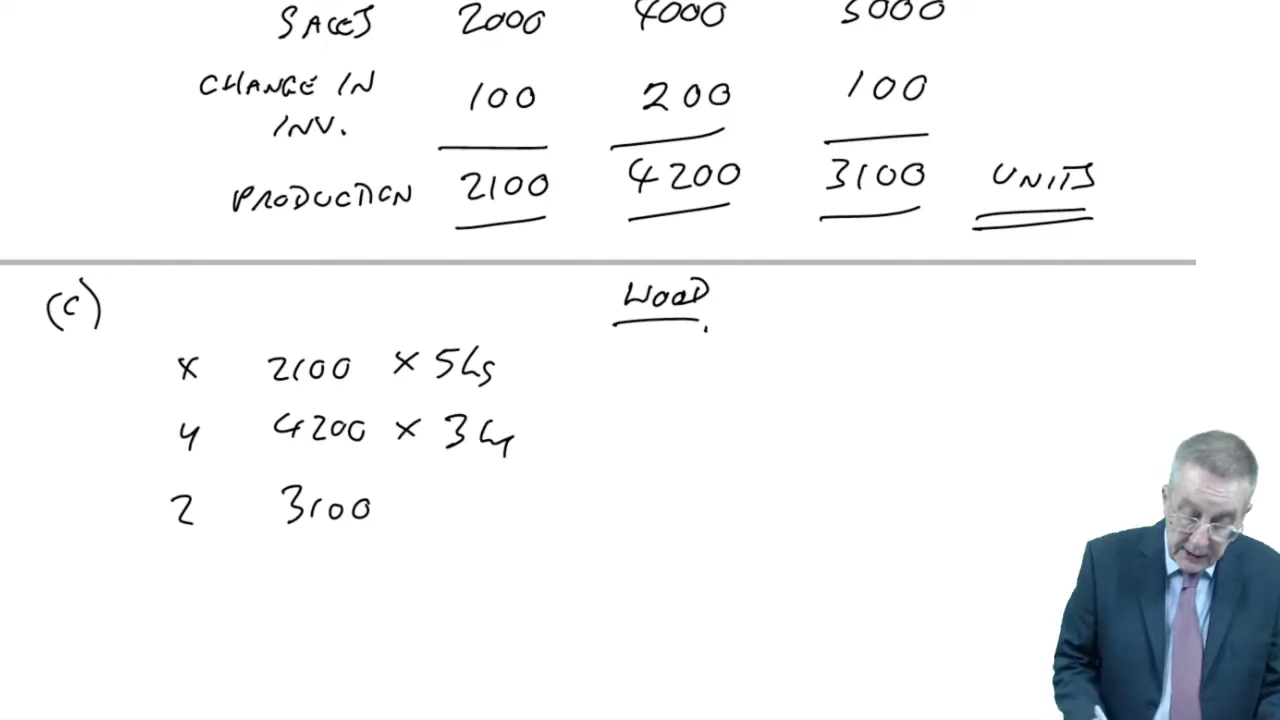 SALES 2000 4000 3000
CHANGE IN INV. 100 200 100
PRODUCTION 2100 4200 3100 UNITS
(C) WOOD
X 2100 × 5kg
Y 4200 × 3kg
Z 3100